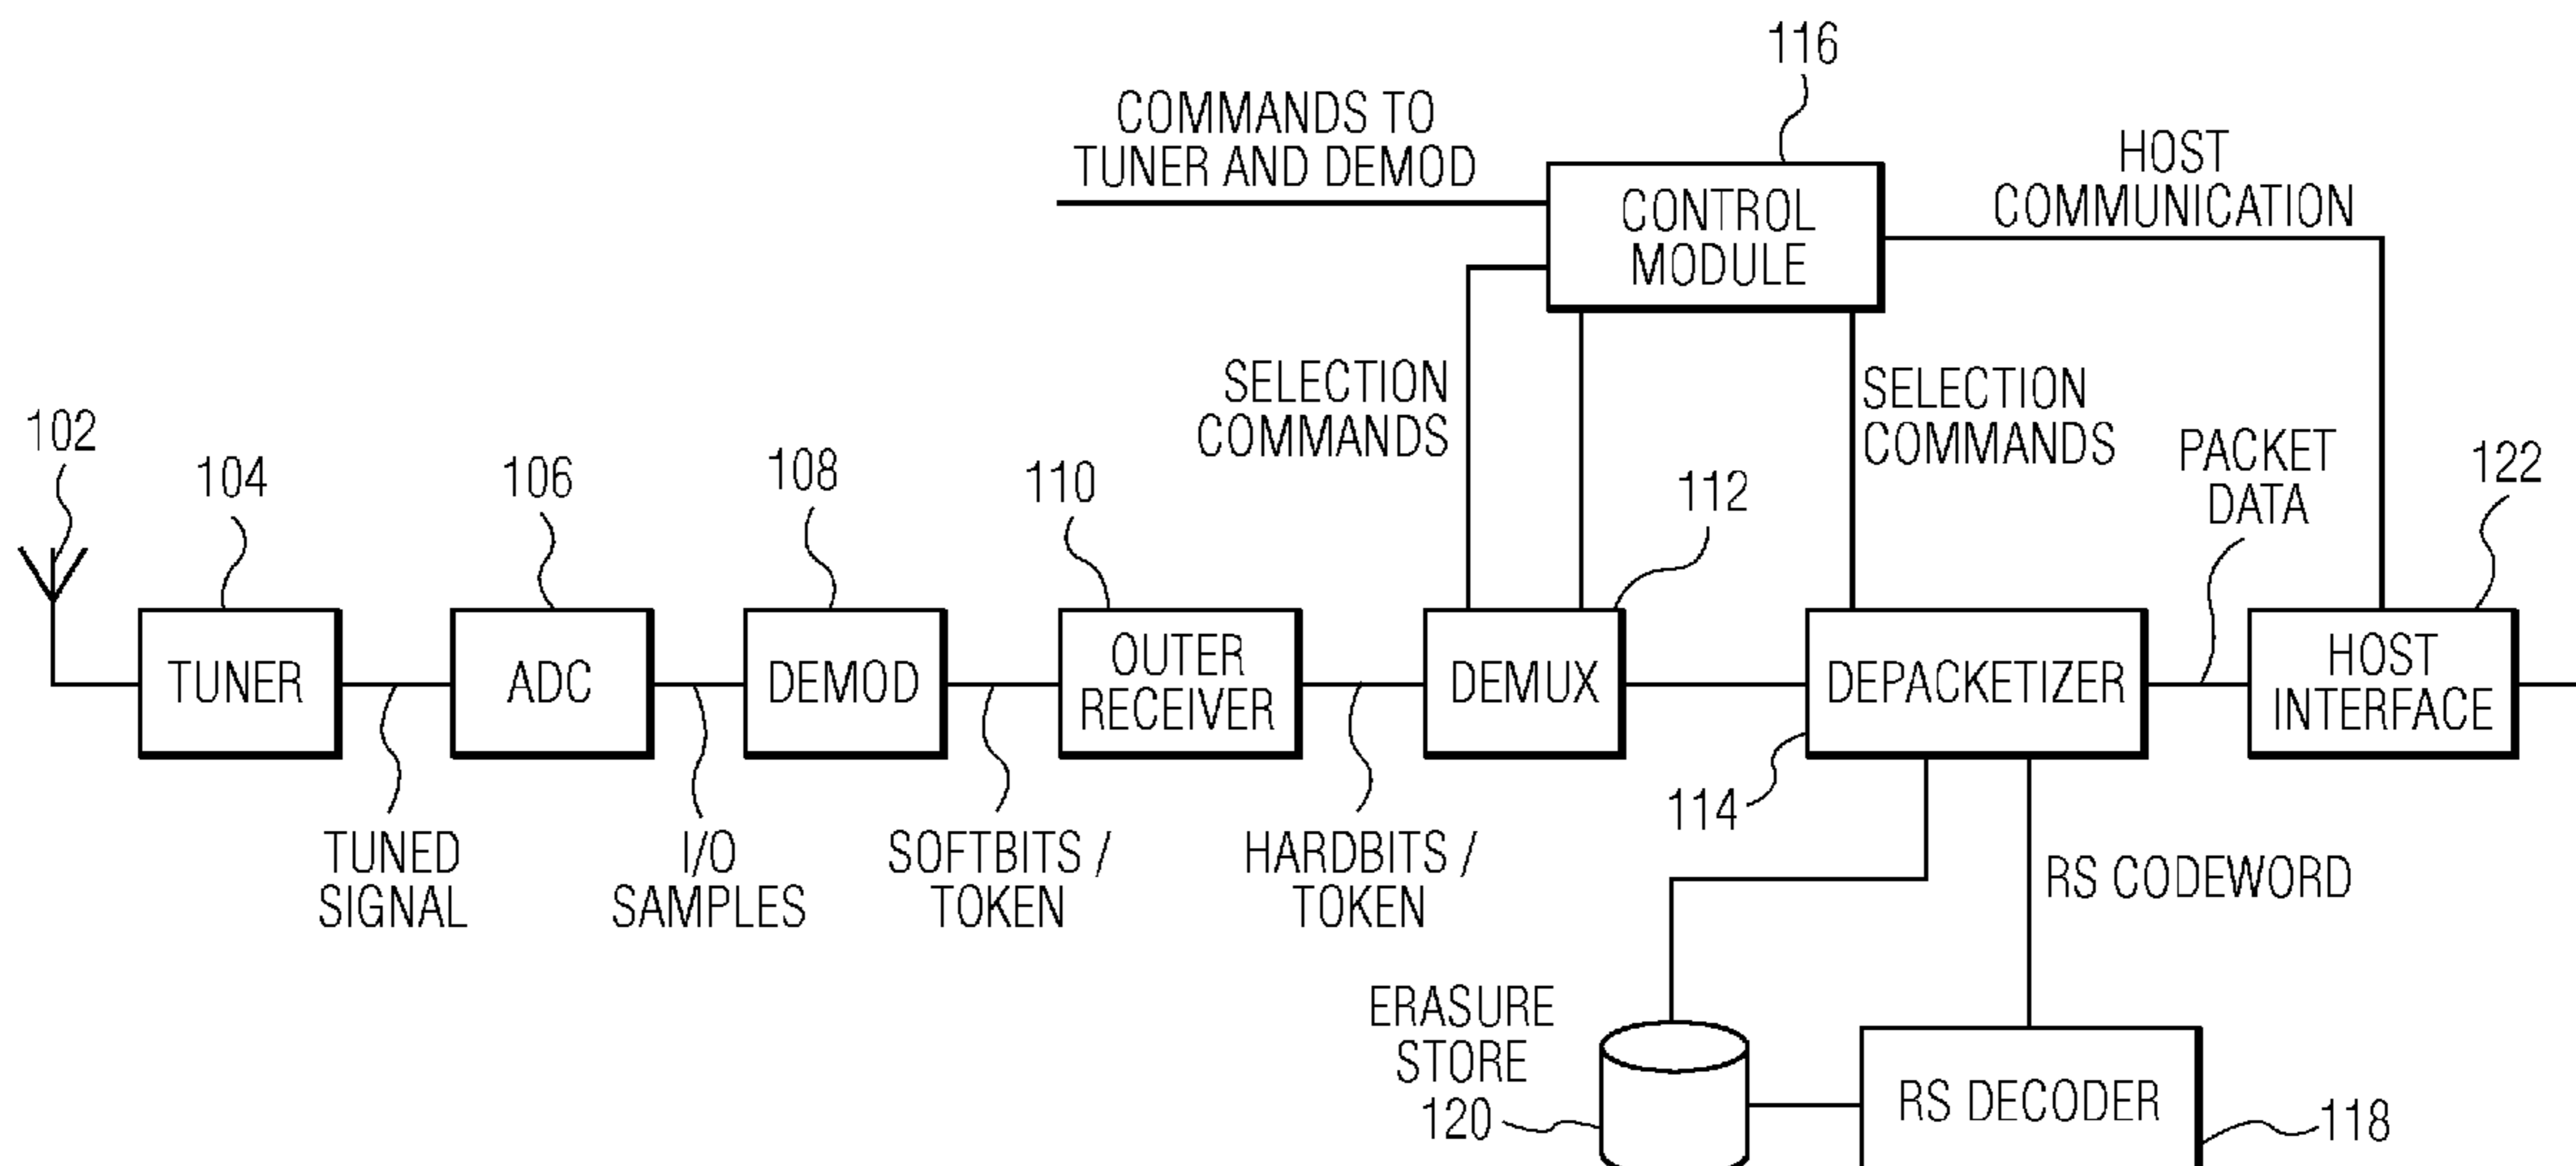 116
COMMANDS TO
TUNER AND DEMOD
HOST
COMMUNICATION
CONTROL
MODULE
SELECTION
COMMANDS
SELECTION
COMMANDS
PACKET
DATA
102
104
106
108
110
112
122
TUNER
ADC
DEMOD
OUTER
RECEIVER
DEMUX
DEPACKETIZER
HOST
INTERFACE
114
TUNED
SIGNAL
I/O
SAMPLES
SOFTBITS /
TOKEN
HARDBITS /
TOKEN
RS CODEWORD
ERASURE
STORE
120
RS DECODER
118